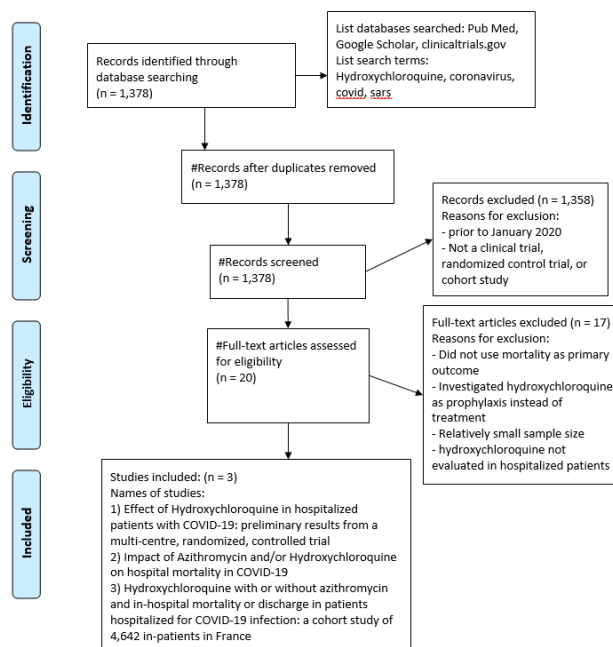 Identification
Records identified through
database searching
(n = 1,378)
List databases searched: Pub Med,
Google Scholar, clinicaltrials.gov
List search terms:
Hydroxychloroquine, coronavirus,
covid, sars
#Records after duplicates removed
(n = 1,378)
Screening
#Records screened
(n = 1,378)
Records excluded (n = 1,358)
Reasons for exclusion:
- prior to January 2020
- Not a clinical trial,
randomized control trial, or
cohort study
Eligibility
#Full-text articles assessed
for eligibility
(n = 20)
Full-text articles excluded (n = 17)
Reasons for exclusion:
- Did not use mortality as primary
outcome
- Investigated hydroxychloroquine
as prophylaxis instead of
treatment
- Relatively small sample size
- hydroxychloroquine not
evaluated in hospitalized patients
Included
Studies included: (n = 3)
Names of studies:
1) Effect of Hydroxychloroquine in hospitalized
patients with COVID-19: preliminary results from a
multi-centre, randomized, controlled trial
2) Impact of Azithromycin and/or Hydroxychloroquine
on hospital mortality in COVID-19
3) Hydroxychloroquine with or without azithromycin
and in-hospital mortality or discharge in patients
hospitalized for COVID-19 infection: a cohort study of
4,642 in-patients in France